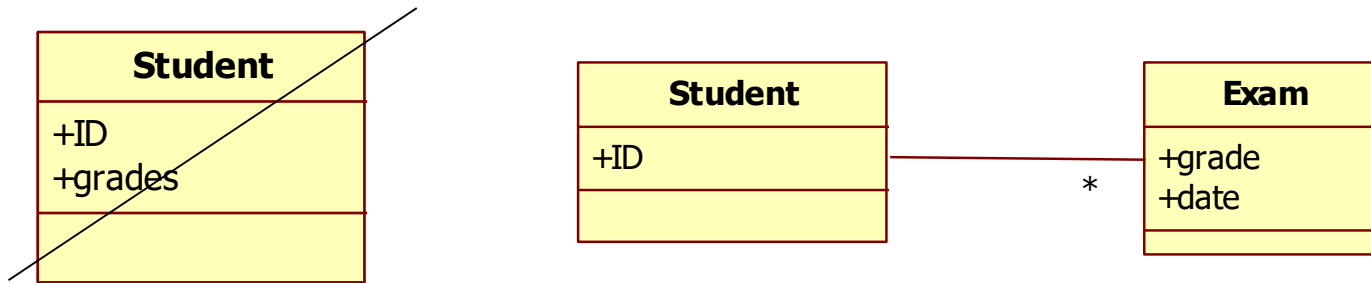 Student
+ID
+grades
Student
+ID
*
Exam
+grade
+date